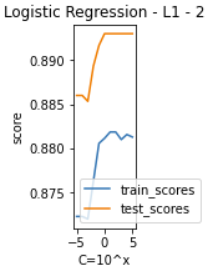 Logistic Regression - L1 - 2
score
0.890
0.885
0.880
0.875
train_scores
test_scores
-5 0 5
C=10^x